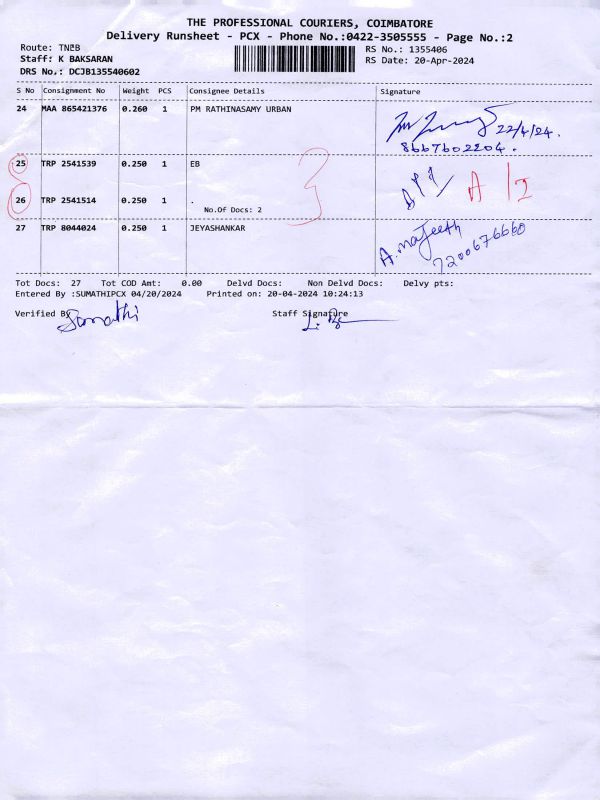 THE PROFESSIONAL COURIERS, COIMBATORE
Delivery Runsheet - PCX - Phone No.:0422-3505555 - Page No.:2
Route: TNEB
RS No.: 1355406
Staff: K BAKSARAN
RS Date: 20-Apr-2024
DRS No.: DCJB135540602
S No Consignment No Weight PCS Consignee Details Signature
24 MAA 865421376 0.260 1 PM RATHINASAMY URBAN
22/4/24.
8667602204.
25 TRP 2541539 0.250 1 EB
A 12
26 TRP 2541514 0.250 1 .
No.Of Docs: 2
27 TRP 8044024 0.250 1 JEYASHANKAR
A. majeeth
7200676660
Tot Docs: 27 Tot COD Amt: 0.00 Delvd Docs: Non Delvd Docs: Delvy pts:
Entered By :SUMATHIPCX 04/20/2024 Printed on: 20-04-2024 10:24:13
Verified By Staff Signature
Sumathi